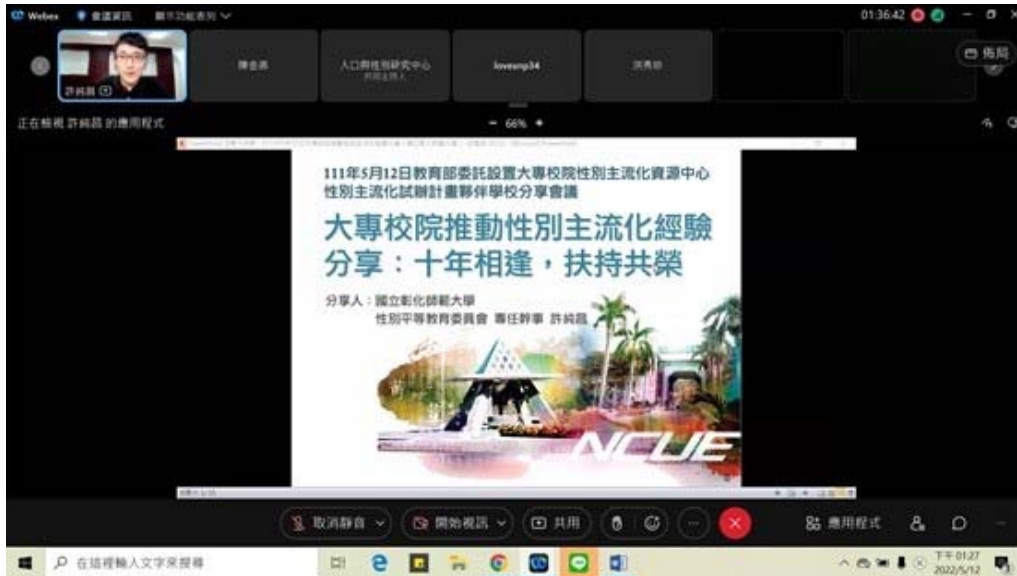 Webex
會議資訊
顯示功能表列
01:36:42
許純昌
人口與性別研究中心
共同主持人
lovesnp34
佈局
正在檢視 許純昌 的應用程式
66%
111年5月12日教育部委託設置大專校院性別主流化資源中心
性別主流化試辦計畫夥伴學校分享會議
大專校院推動性別主流化經驗
分享：十年相逢，扶持共榮
分享人：國立彰化師範大學
性別平等教育委員會 專任幹事 許純昌
NCUE
取消靜音
開始視訊
共用
應用程式
在這裡輸入文字來搜尋
下午 01:27
2022/5/12